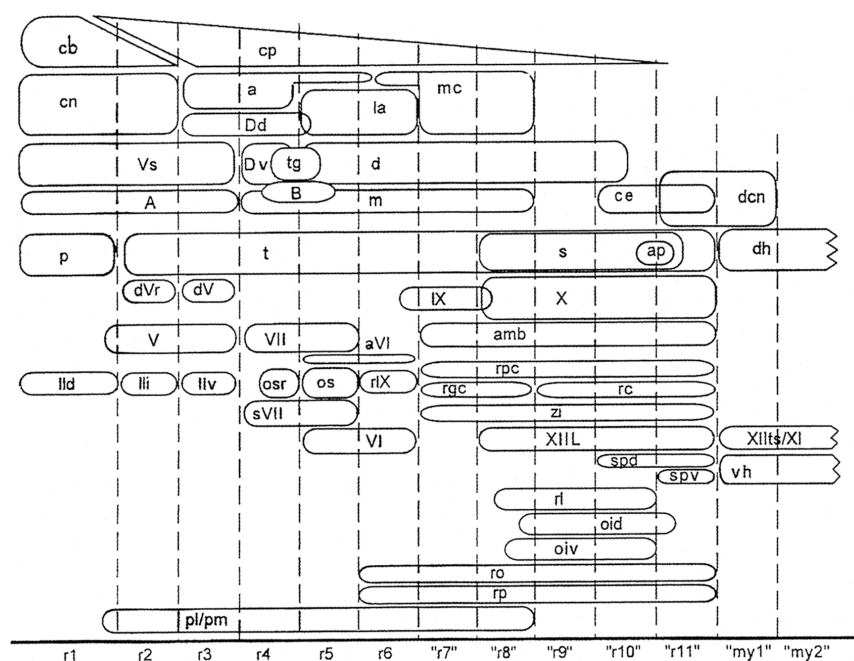 cb cp
cn a la mc
Dd
Vs Dv tg d
A B m ce dcn
p t s ap dh
dVr dV IX X
V VII aVI amb
rpc
IId IIi IIv osr os rIX rgc rc
sVII zi
VI XIIL XIIts/XI
spd
spv vh
rl
oid
oiv
ro
rp
pl/pm
r1 r2 r3 r4 r5 r6 "r7" "r8" "r9" "r10" "r11" "my1" "my2"